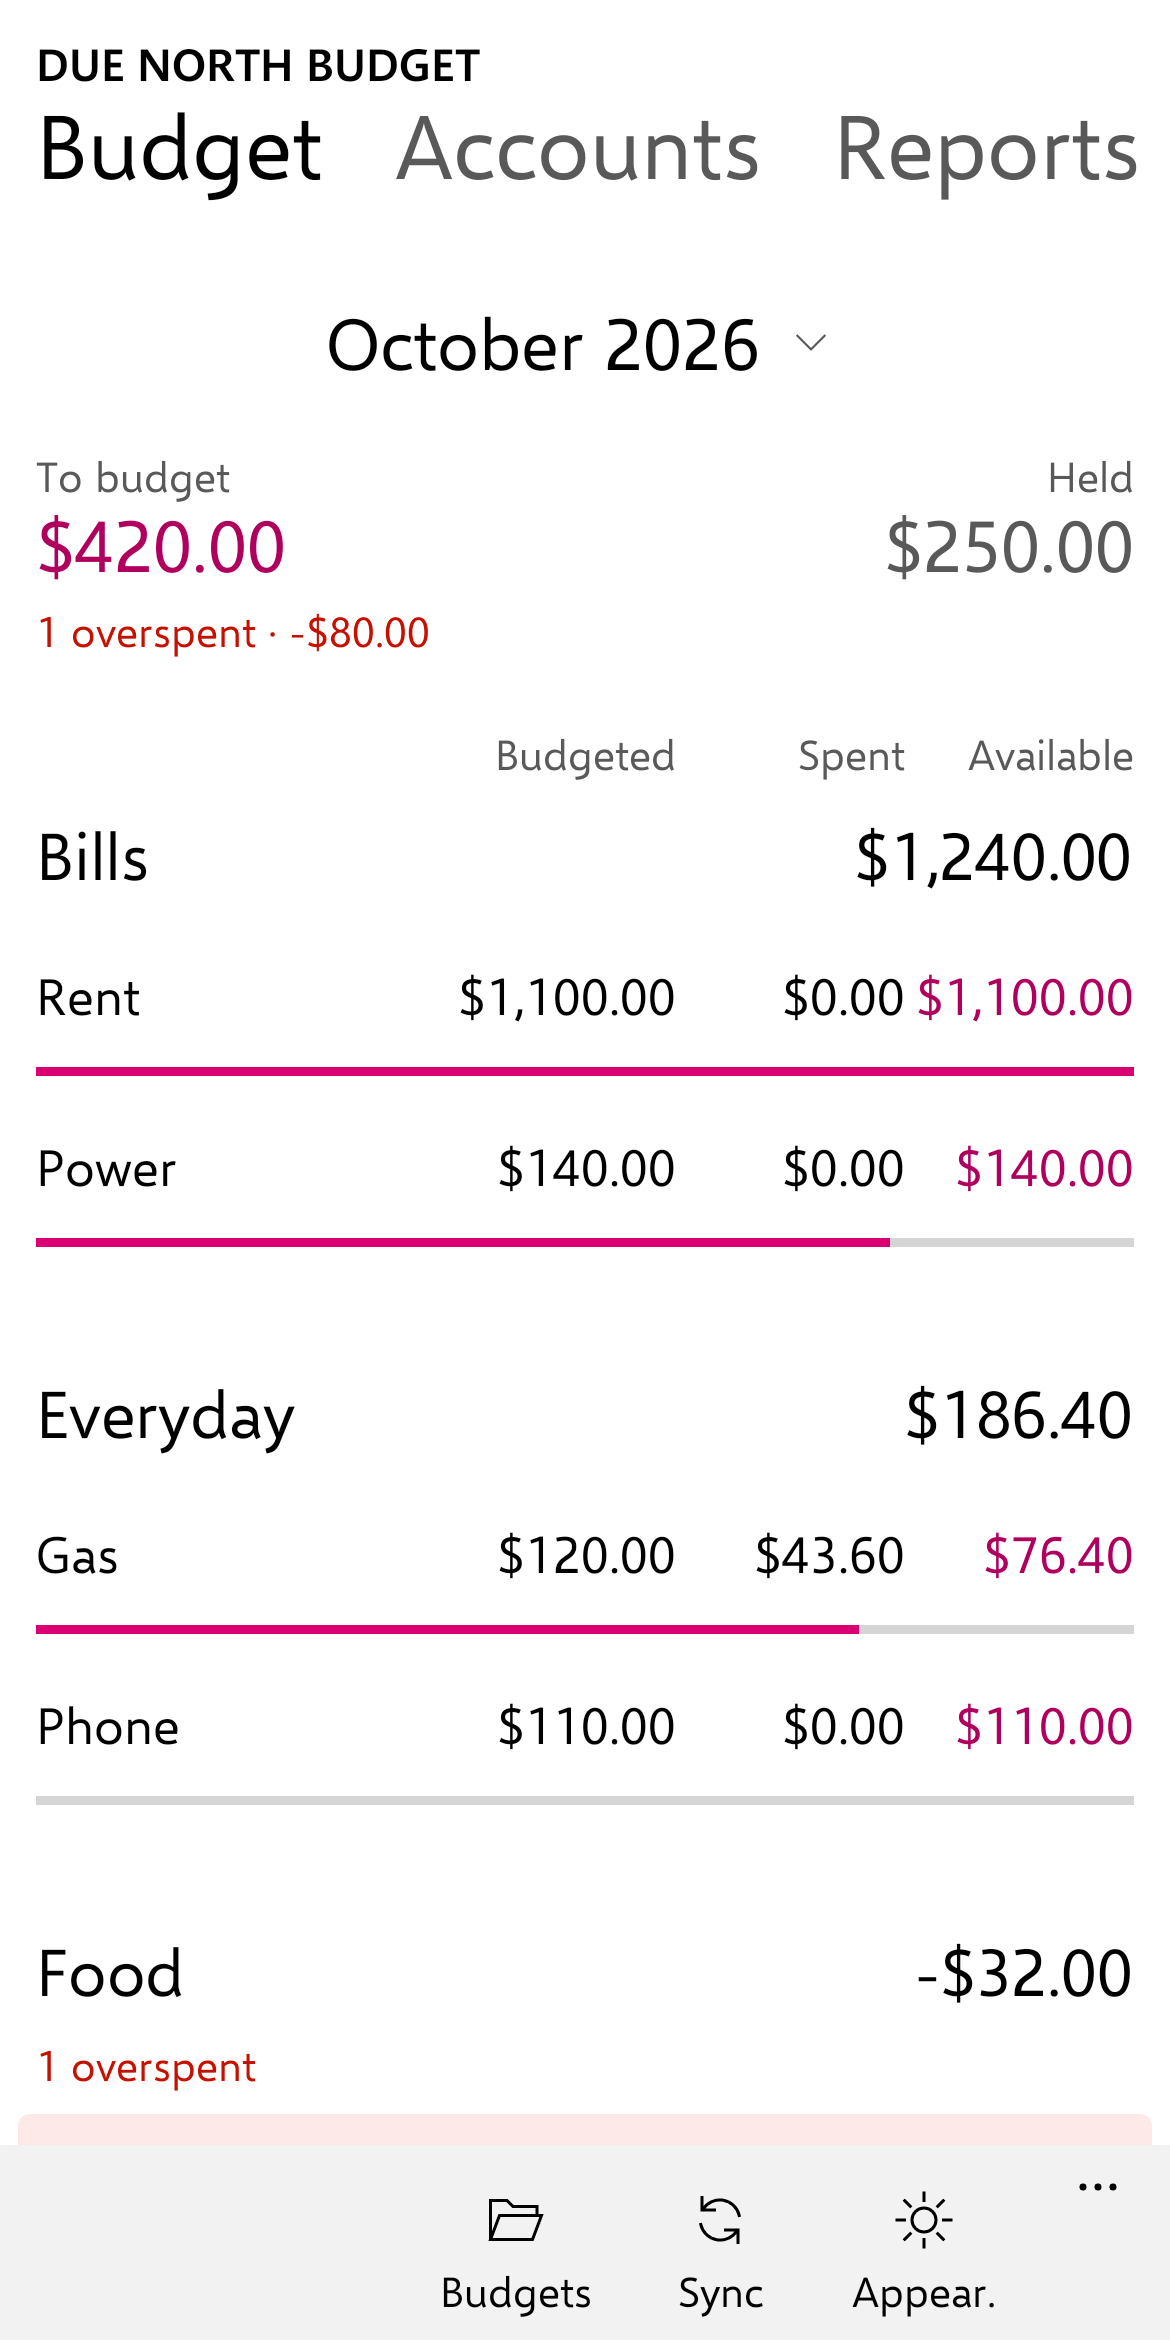 DUE NORTH BUDGET
Budget Accounts Reports
October 2026
To budget Held
$420.00 $250.00
1 overspent · -$80.00
Budgeted Spent Available
Bills $1,240.00
Rent $1,100.00 $0.00 $1,100.00
Power $140.00 $0.00 $140.00
Everyday $186.40
Gas $120.00 $43.60 $76.40
Phone $110.00 $0.00 $110.00
Food -$32.00
1 overspent
Budgets Sync Appear.